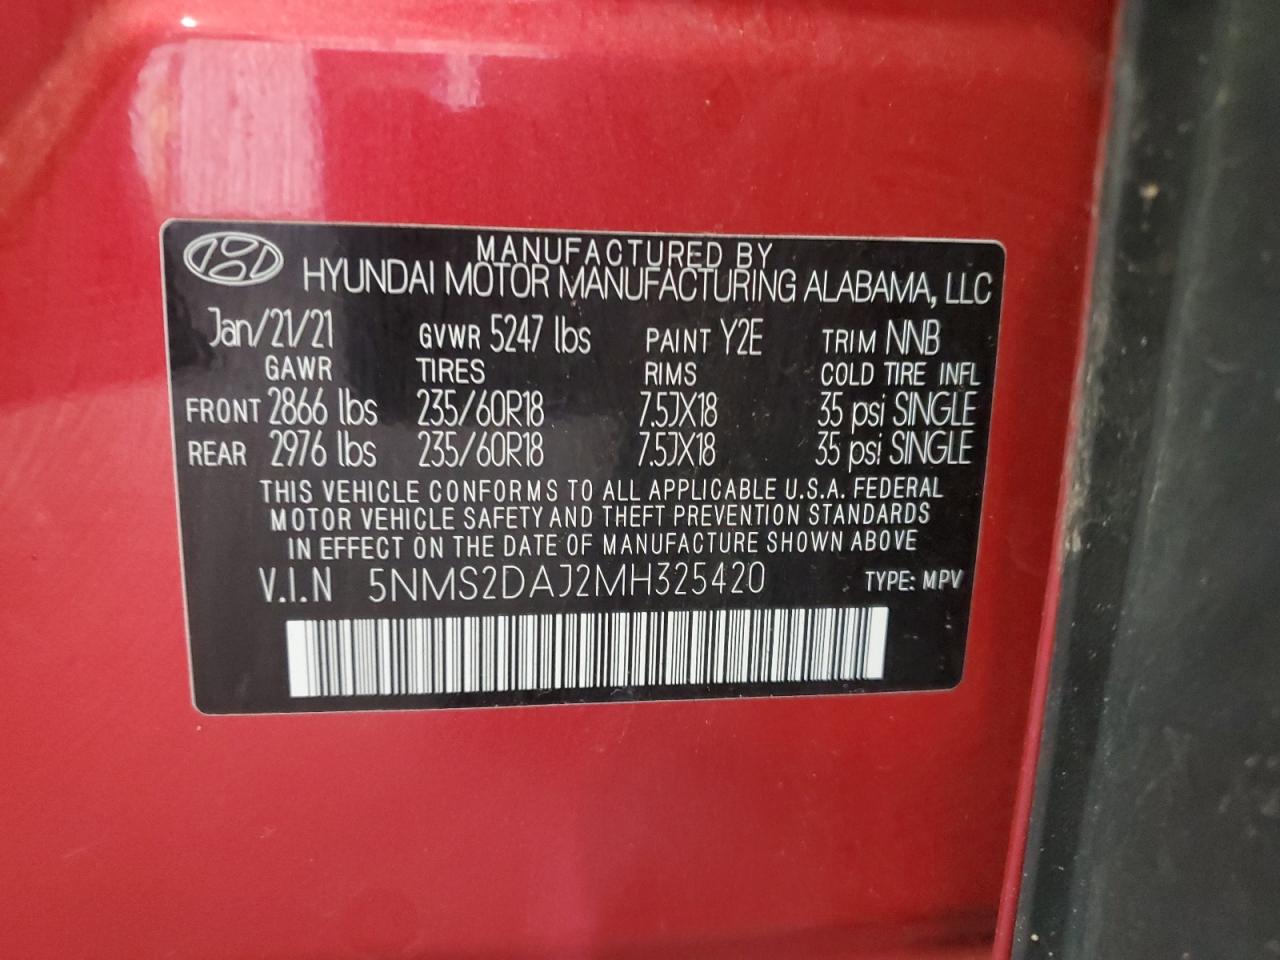 MANUFACTURED BY
HYUNDAI MOTOR MANUFACTURING ALABAMA, LLC
Jan/21/21 GVWR 5247 lbs PAINT Y2E TRIM NNB
GAWR TIRES RIMS COLD TIRE INFL
FRONT 2866 lbs 235/60R18 7.5JX18 35 psi SINGLE
REAR 2976 lbs 235/60R18 7.5JX18 35 psi SINGLE
THIS VEHICLE CONFORMS TO ALL APPLICABLE U.S.A. FEDERAL
MOTOR VEHICLE SAFETY AND THEFT PREVENTION STANDARDS
IN EFFECT ON THE DATE OF MANUFACTURE SHOWN ABOVE
V.I.N 5NMS2DAJ2MH325420 TYPE: MPV